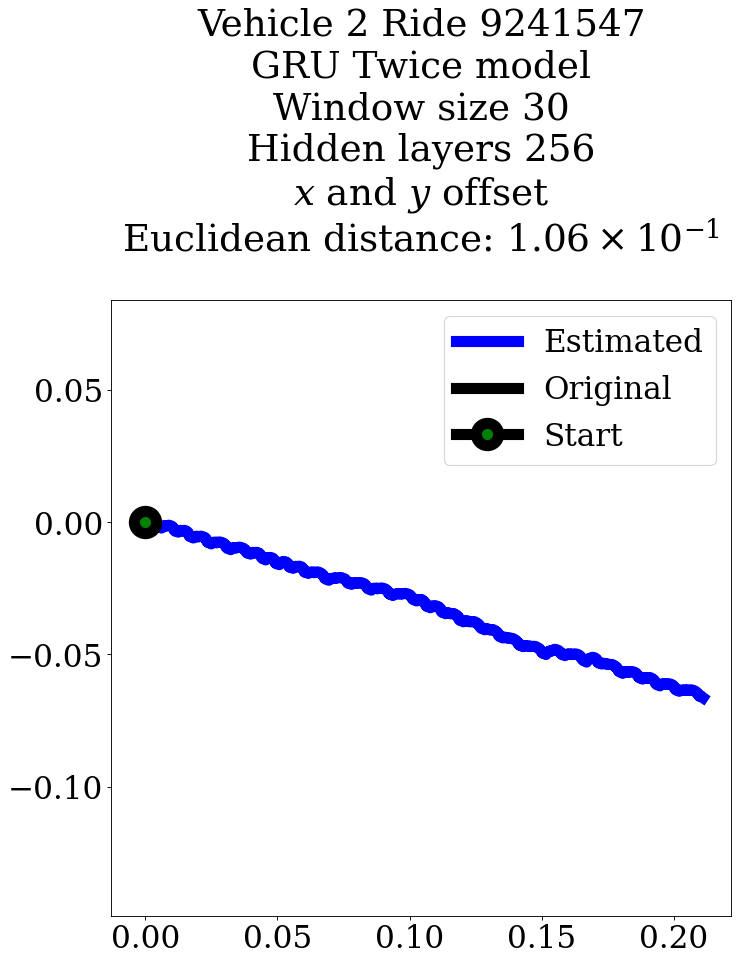 Vehicle 2 Ride 9241547
GRU Twice model
Window size 30
Hidden layers 256
x and y offset
Euclidean distance: 1.06 × 10⁻¹
Estimated
Original
Start
0.05
0.00
−0.05
−0.10
0.00 0.05 0.10 0.15 0.20